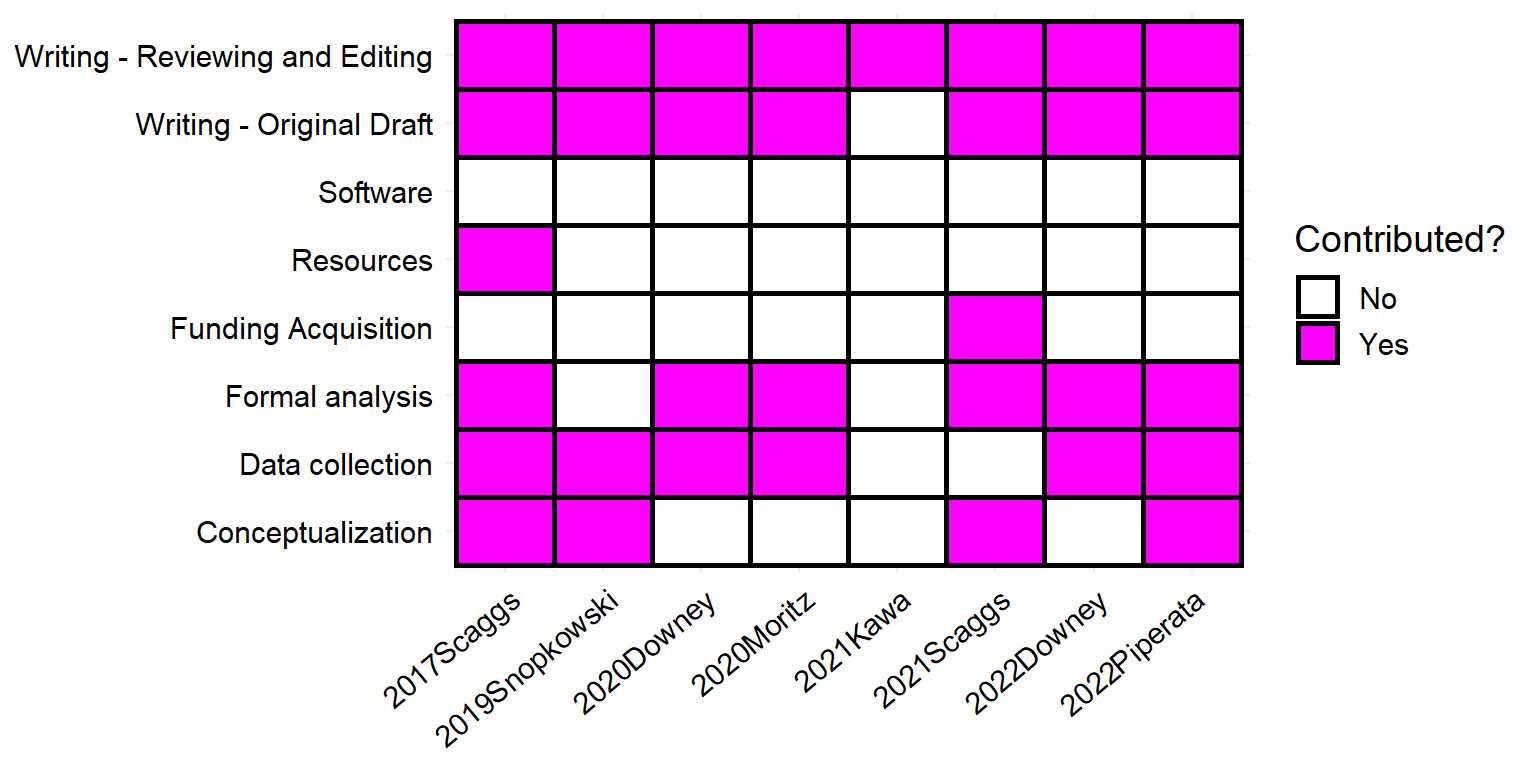 Writing - Reviewing and Editing
Writing - Original Draft
Software
Resources
Funding Acquisition
Formal analysis
Data collection
Conceptualization
2017Scaggs
2019Snopkowski
2020Downey
2020Moritz
2021Kawa
2021Scaggs
2022Downey
2022Piperata
Contributed?
No
Yes